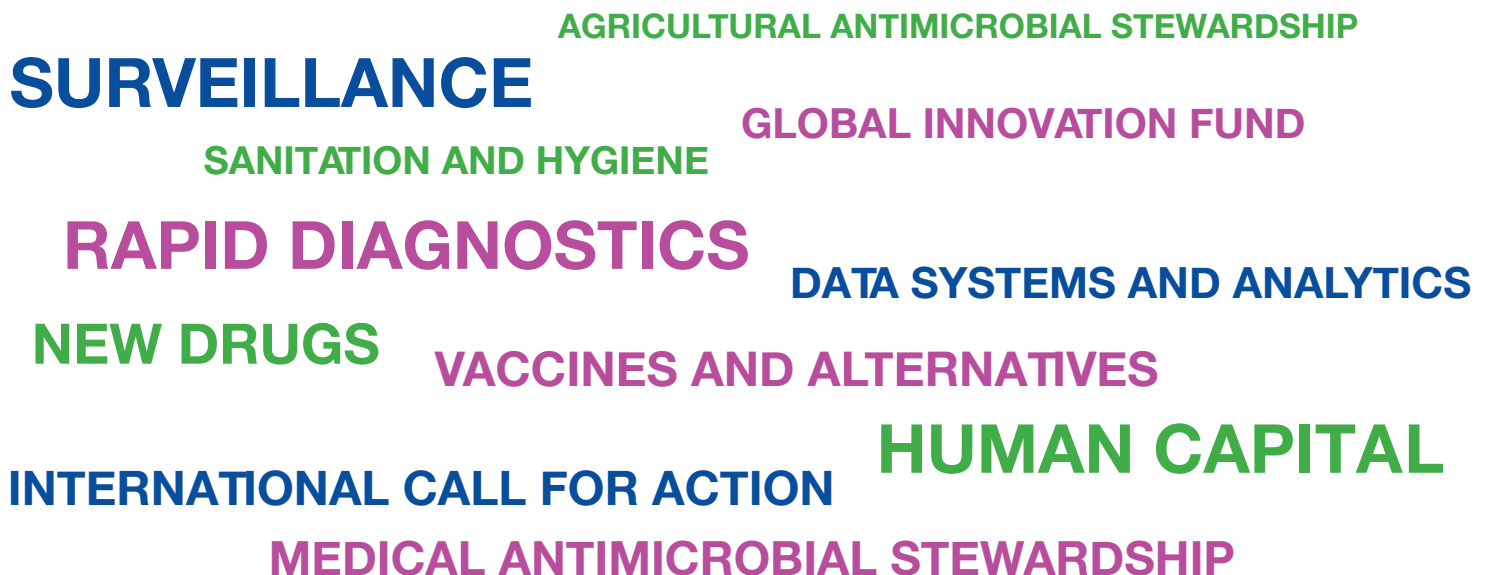 AGRICULTURAL ANTIMICROBIAL STEWARDSHIP
SURVEILLANCE
GLOBAL INNOVATION FUND
SANITATION AND HYGIENE
RAPID DIAGNOSTICS
DATA SYSTEMS AND ANALYTICS
NEW DRUGS
VACCINES AND ALTERNATIVES
HUMAN CAPITAL
INTERNATIONAL CALL FOR ACTION
MEDICAL ANTIMICROBIAL STEWARDSHIP